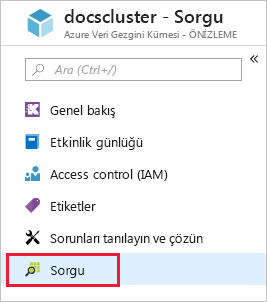 docscluster - Sorgu
Azure Veri Gezgini Kümesi - ÖNİZLEME
Ara (Ctrl+/)
Genel bakış
Etkinlik günlüğü
Access control (IAM)
Etiketler
Sorunları tanılayın ve çözün
Sorgu